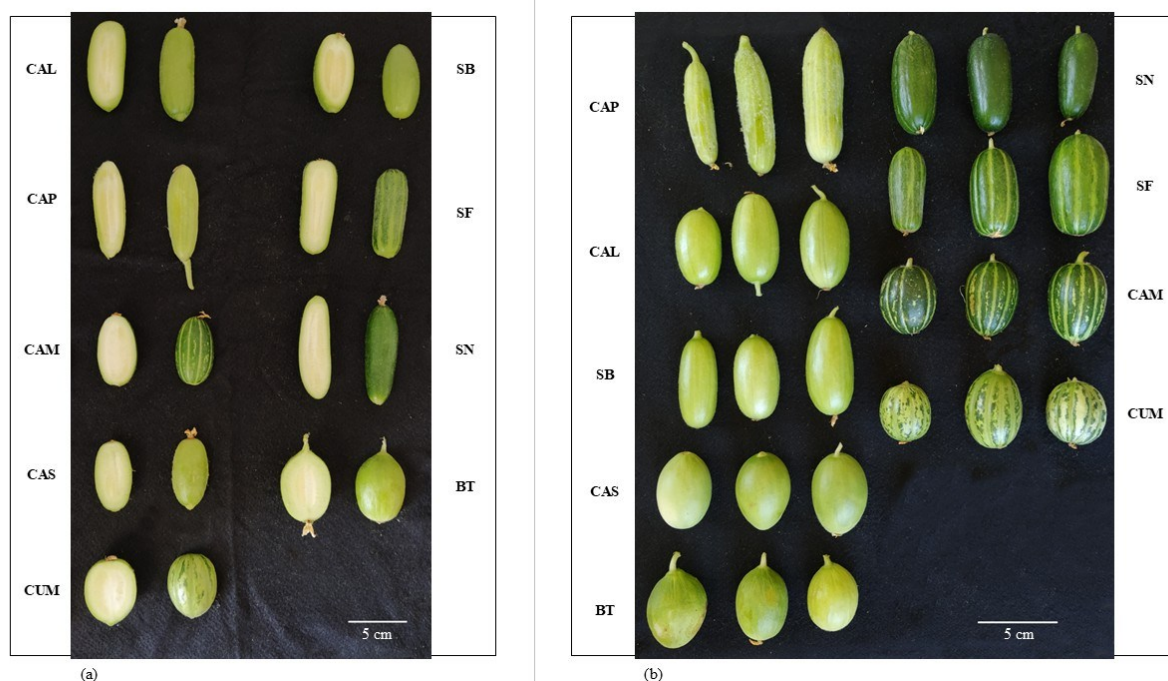 CAL
SB
CAP
SF
CAM
SN
CAS
BT
CUM
5 cm
(a)
CAP
SN
CAL
SF
SB
CAM
CAS
CUM
BT
5 cm
(b)